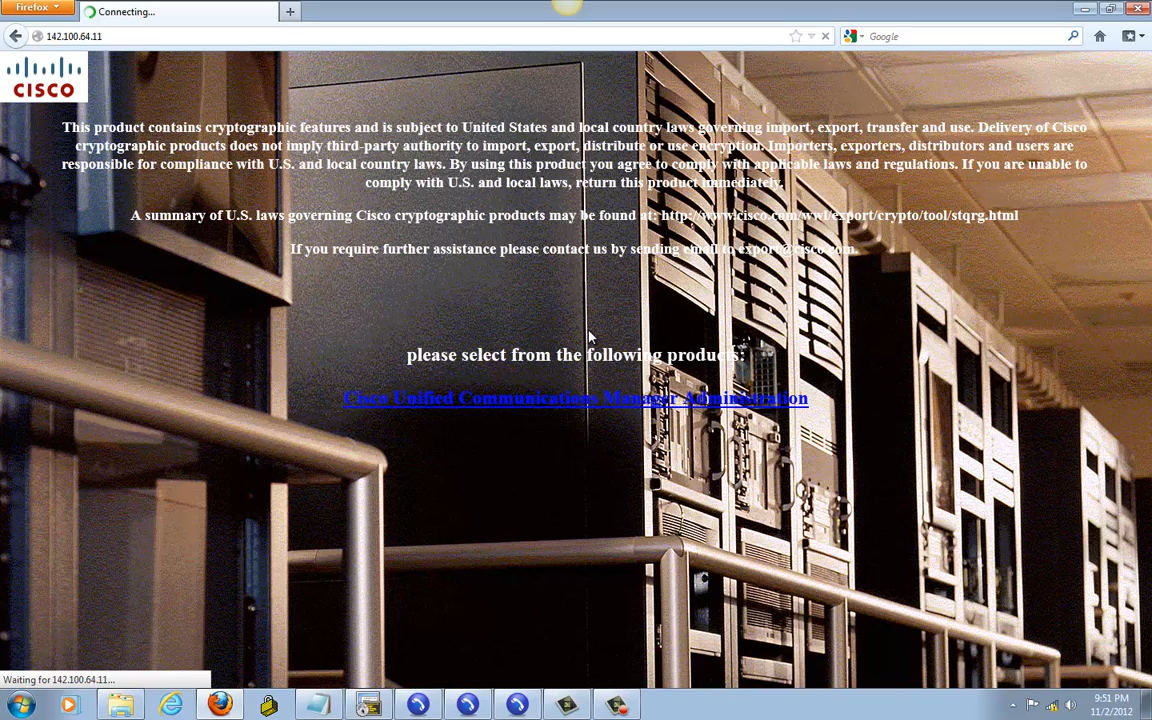 Firefox
Connecting...
142.100.64.11
Google
CISCO
This product contains cryptographic features and is subject to United States and local country laws governing import, export, transfer and use. Delivery of Cisco
cryptographic products does not imply third-party authority to import, export, distribute or use encryption. Importers, exporters, distributors and users are
responsible for compliance with U.S. and local country laws. By using this product you agree to comply with applicable laws and regulations. If you are unable to
comply with U.S. and local laws, return this product immediately.
A summary of U.S. laws governing Cisco cryptographic products may be found at: http://www.cisco.com/wwl/export/crypto/tool/stqrg.html
If you require further assistance please contact us by sending email to export@cisco.com.
please select from the following products:
Cisco Unified Communications Manager Administration
Waiting for 142.100.64.11...
9:51 PM
11/2/2012